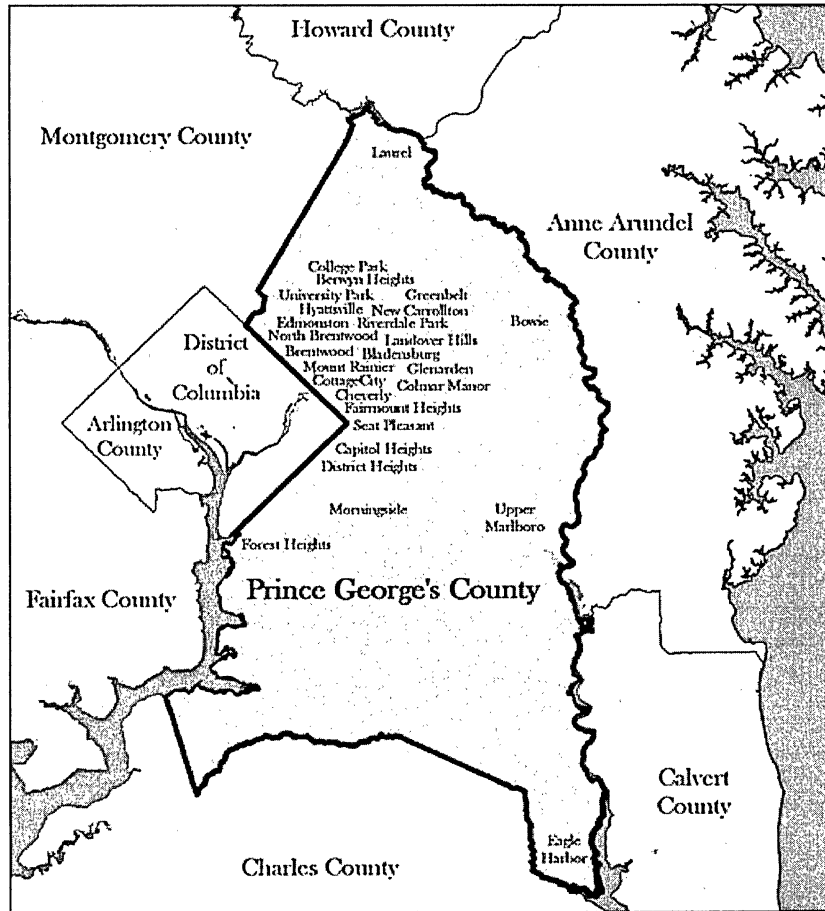 Howard County
Montgomery County
Laurel
Anne Arundel
County
College Park
Berwyn Heights
University Park
Greenbelt
Hyattsville
New Carrollton
Edmonston
Riverdale Park
Bowie
North Brentwood
Landover Hills
District
of
Columbia
Brentwood
Bladensburg
Mount Rainier
Glenarden
Cottage City
Colmar Manor
Cheverly
Fairmount Heights
Arlington
County
Seat Pleasant
Capitol Heights
District Heights
Morningside
Upper
Marlboro
Forest Heights
Fairfax County
Prince George's County
Calvert
County
Eagle
Harbor
Charles County